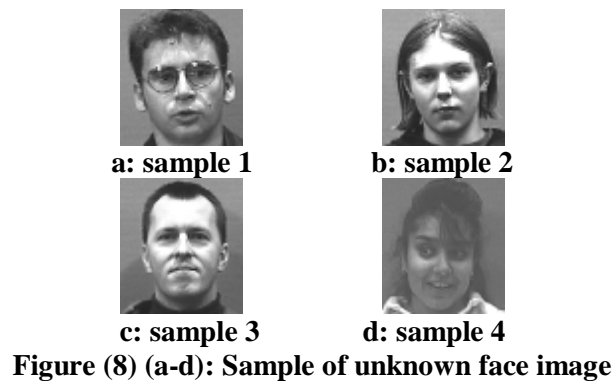 a: sample 1 b: sample 2
c: sample 3 d: sample 4
Figure (8) (a-d): Sample of unknown face image